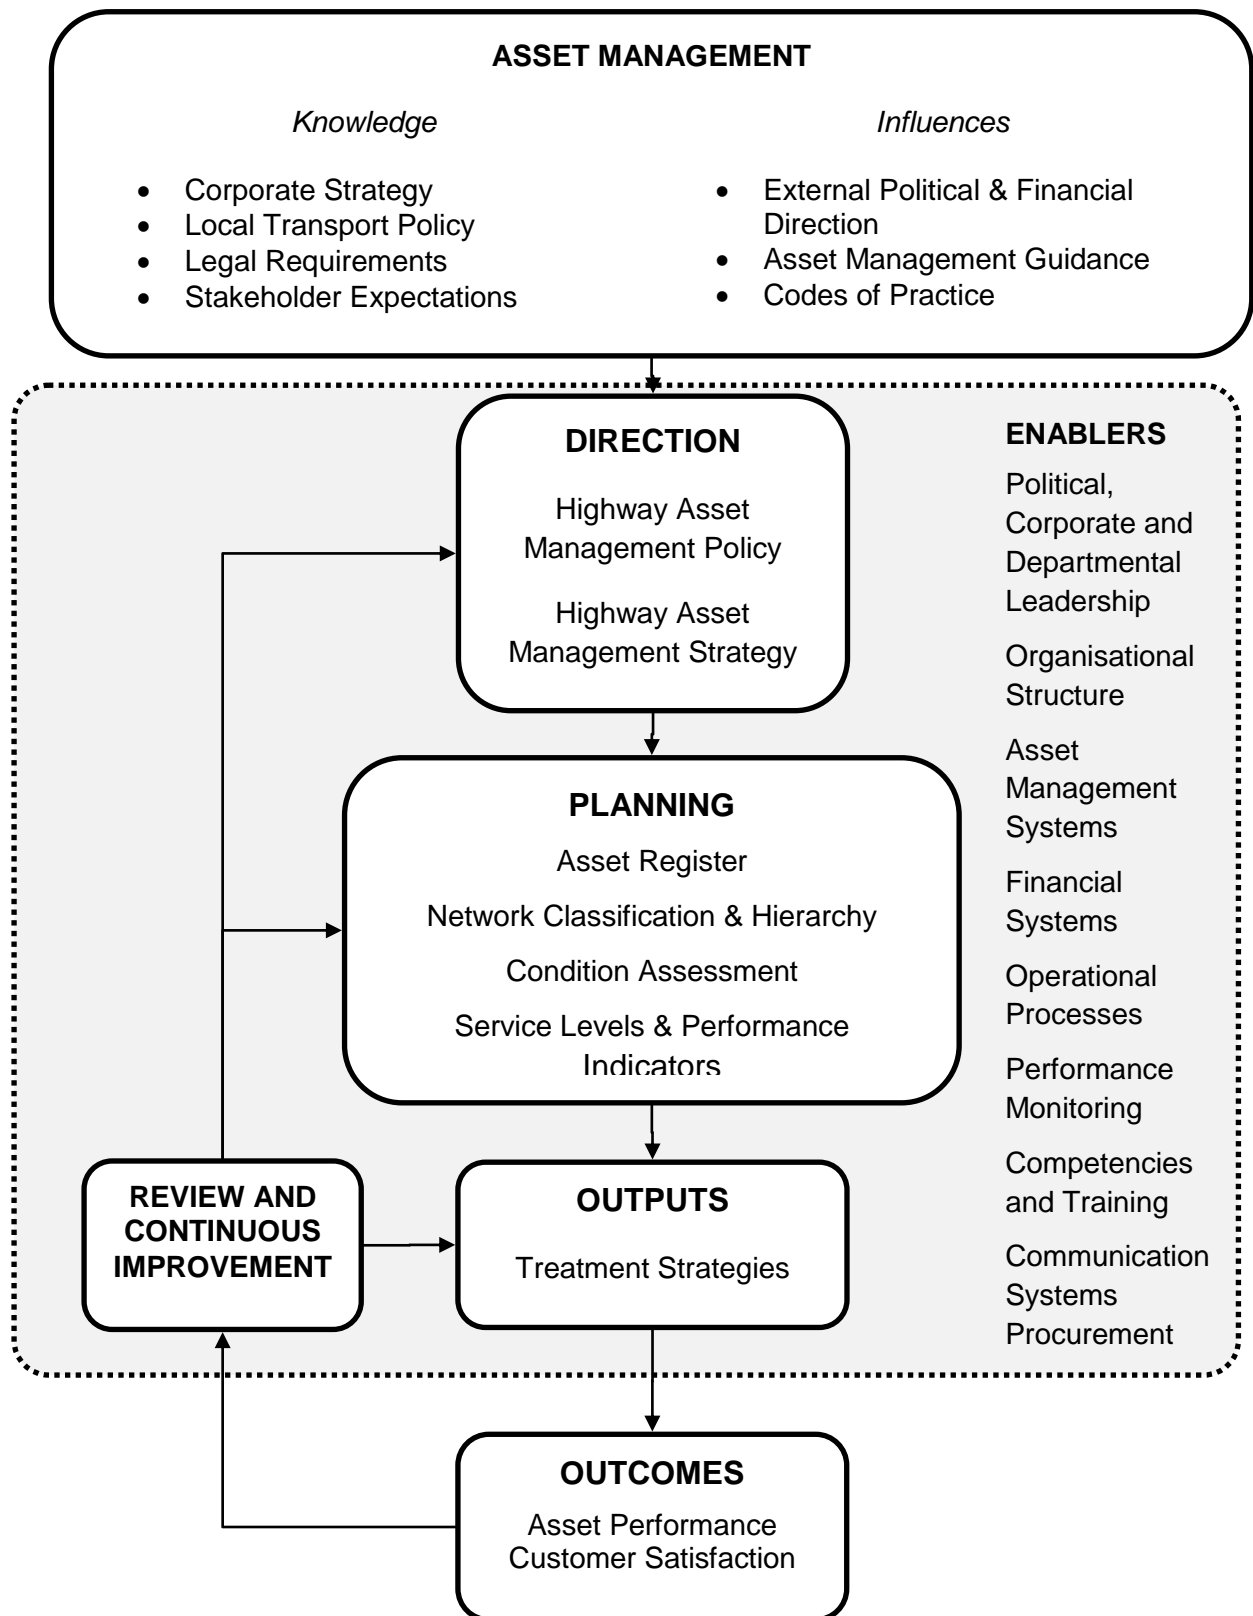 ASSET MANAGEMENT
Knowledge
• Corporate Strategy
• Local Transport Policy
• Legal Requirements
• Stakeholder Expectations
Influences
• External Political & Financial
Direction
• Asset Management Guidance
• Codes of Practice
DIRECTION
Highway Asset
Management Policy
Highway Asset
Management Strategy
PLANNING
Asset Register
Network Classification & Hierarchy
Condition Assessment
Service Levels & Performance
Indicators
REVIEW AND
CONTINUOUS
IMPROVEMENT
OUTPUTS
Treatment Strategies
OUTCOMES
Asset Performance
Customer Satisfaction
ENABLERS
Political,
Corporate and
Departmental
Leadership
Organisational
Structure
Asset
Management
Systems
Financial
Systems
Operational
Processes
Performance
Monitoring
Competencies
and Training
Communication
Systems
Procurement